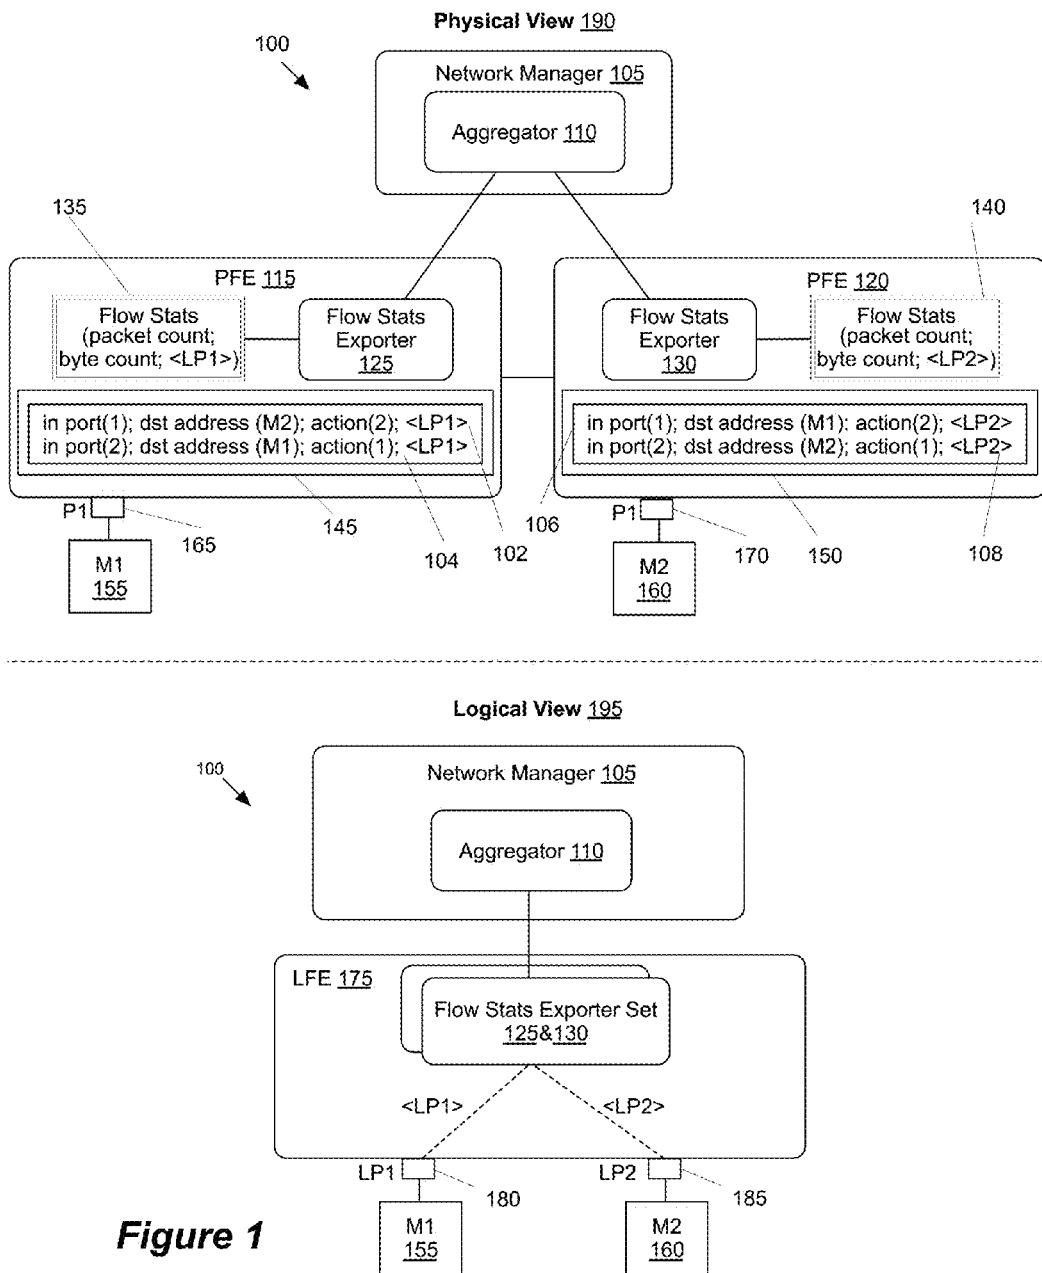 Physical View 190
100
Network Manager 105
Aggregator 110
135
140
PFE 115
PFE 120
Flow Stats
(packet count;
byte count; <LP1>)
Flow Stats
Exporter
125
Flow Stats
Exporter
130
Flow Stats
(packet count;
byte count; <LP2>)
in port(1); dst address (M2); action(2); <LP1>
in port(2); dst address (M1); action(1); <LP1>
in port(1); dst address (M1): action(2); <LP2>
in port(2); dst address (M2); action(1); <LP2>
P1
165
145
104
102
106
P1
170
150
108
M1
155
M2
160
Logical View 195
100
Network Manager 105
Aggregator 110
LFE 175
Flow Stats Exporter Set
125&130
<LP1>
<LP2>
LP1
180
LP2
185
M1
155
M2
160
Figure 1